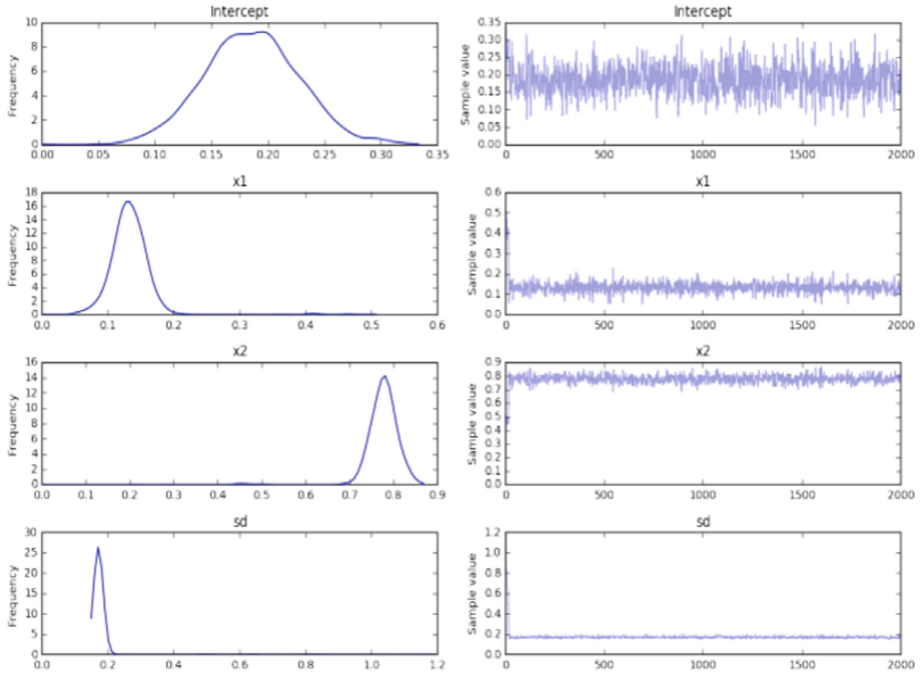 Intercept
Frequency
10
8
6
4
2
0
0.00 0.05 0.10 0.15 0.20 0.25 0.30 0.35
Intercept
Sample value
0.35
0.30
0.25
0.20
0.15
0.10
0.05
0.00
0 500 1000 1500 2000
x1
Frequency
18
16
14
12
10
8
6
4
2
0
0.0 0.1 0.2 0.3 0.4 0.5 0.6
x1
Sample value
0.6
0.5
0.4
0.3
0.2
0.1
0.0
0 500 1000 1500 2000
x2
Frequency
16
14
12
10
8
6
4
2
0
0.0 0.1 0.2 0.3 0.4 0.5 0.6 0.7 0.8 0.9
x2
Sample value
0.9
0.8
0.7
0.6
0.5
0.4
0.3
0.2
0.1
0.0
0 500 1000 1500 2000
sd
Frequency
30
25
20
15
10
5
0
0.0 0.2 0.4 0.6 0.8 1.0 1.2
sd
Sample value
1.2
1.0
0.8
0.6
0.4
0.2
0.0
0 500 1000 1500 2000